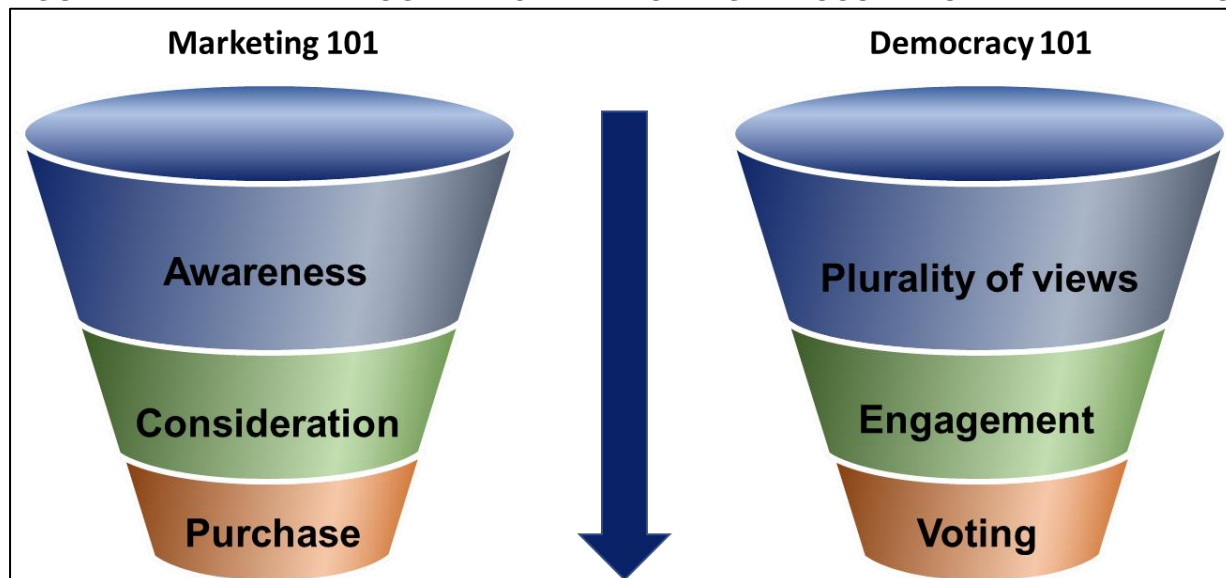 Marketing 101
Democracy 101
Awareness
Plurality of views
Consideration
Engagement
Purchase
Voting